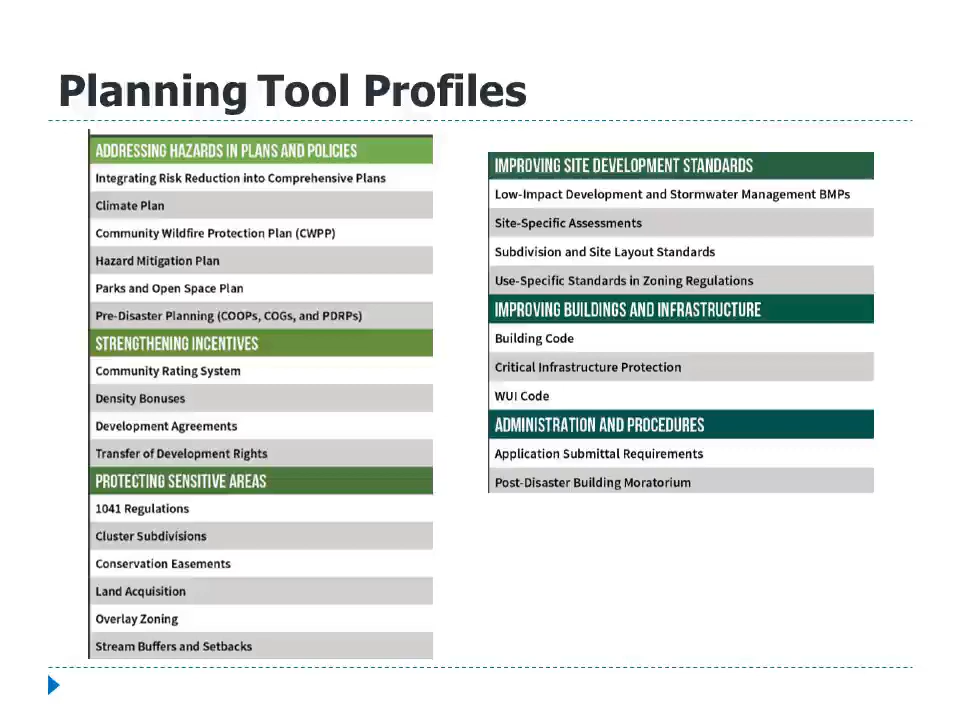 Planning Tool Profiles
ADDRESSING HAZARDS IN PLANS AND POLICIES
Integrating Risk Reduction into Comprehensive Plans
Climate Plan
Community Wildfire Protection Plan (CWPP)
Hazard Mitigation Plan
Parks and Open Space Plan
Pre-Disaster Planning (COOPs, COGs, and PDRPs)
STRENGTHENING INCENTIVES
Community Rating System
Density Bonuses
Development Agreements
Transfer of Development Rights
PROTECTING SENSITIVE AREAS
1041 Regulations
Cluster Subdivisions
Conservation Easements
Land Acquisition
Overlay Zoning
Stream Buffers and Setbacks
IMPROVING SITE DEVELOPMENT STANDARDS
Low-Impact Development and Stormwater Management BMPs
Site-Specific Assessments
Subdivision and Site Layout Standards
Use-Specific Standards in Zoning Regulations
IMPROVING BUILDINGS AND INFRASTRUCTURE
Building Code
Critical Infrastructure Protection
WUI Code
ADMINISTRATION AND PROCEDURES
Application Submittal Requirements
Post-Disaster Building Moratorium